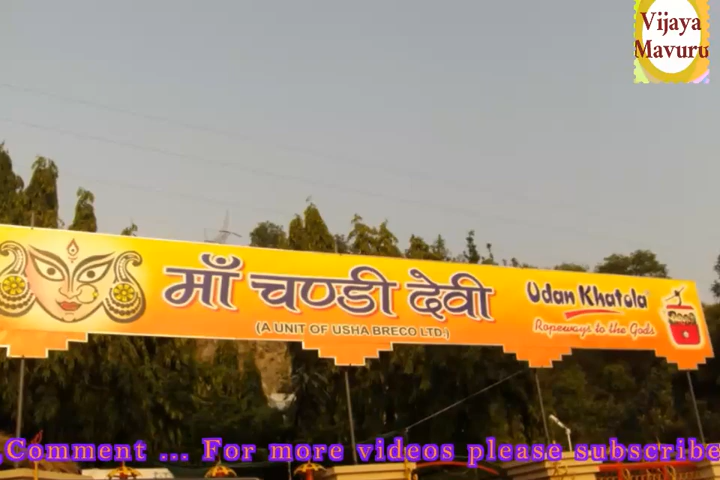 Vijaya
Mavuru
माँ चण्डी देवी
(A UNIT OF USHA BRECO LTD.)
Udan Khatola
Ropeways to the Gods
,Comment ... For more videos please subscribe